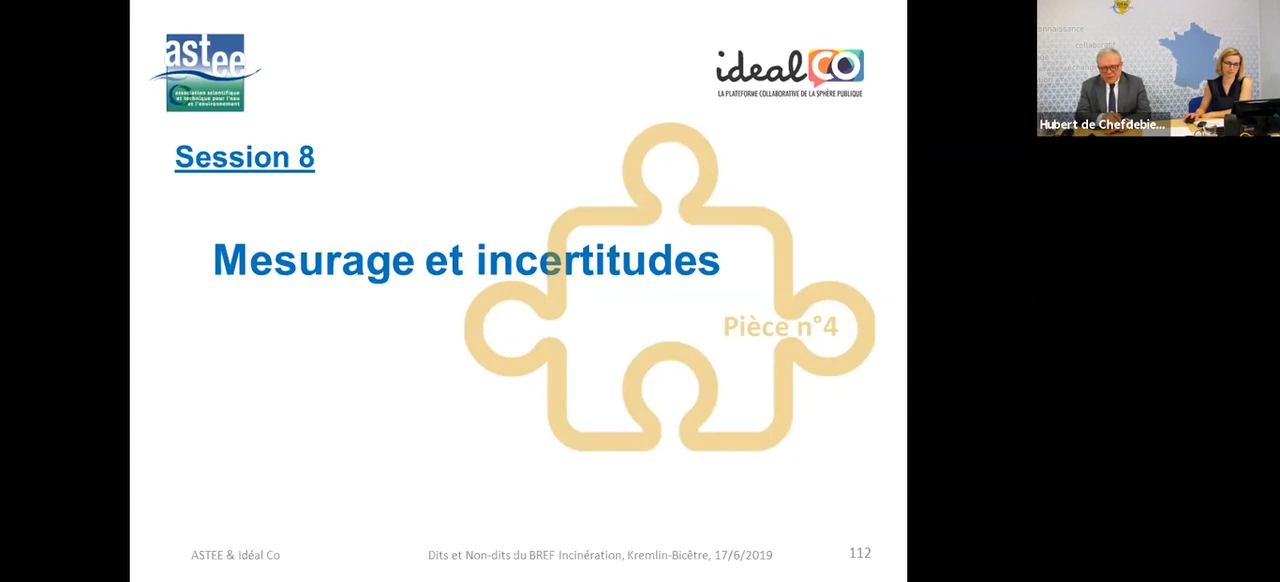 astee
association scientifique
et technique pour l'eau
et l'environnement
idealCO
LA PLATEFORME COLLABORATIVE DE LA SPHÈRE PUBLIQUE
onnaissance
collaboratif
Hubert de Chefdebie...
Session 8
Mesurage et incertitudes
Pièce n°4
ASTEE & Idéal Co
Dits et Non-dits du BREF Incinération, Kremlin-Bicêtre, 17/6/2019
112